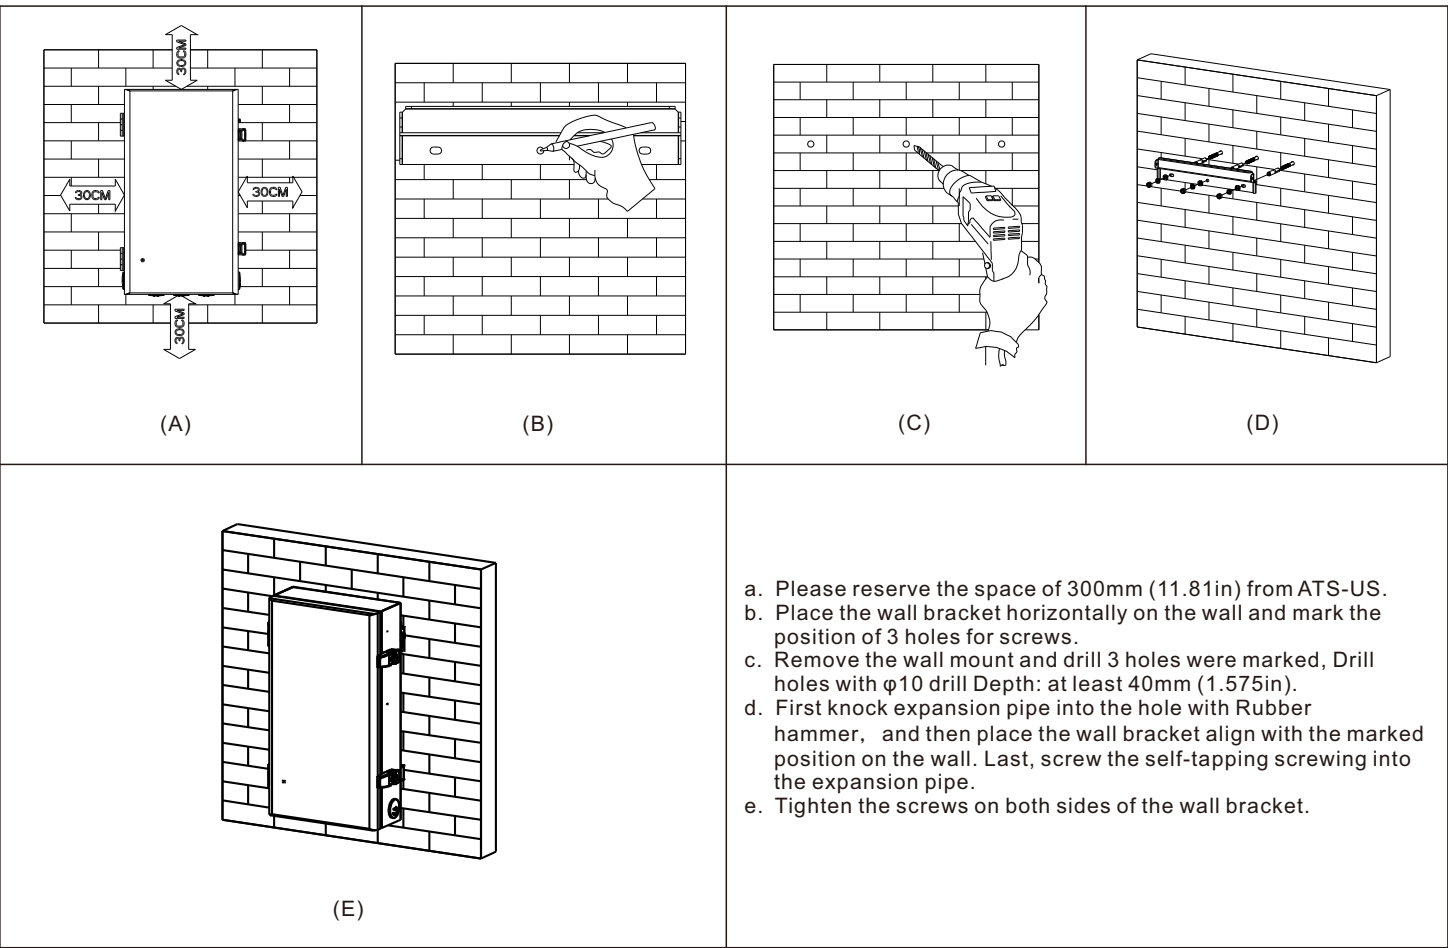 30CM
30CM
30CM
30CM
(A)
(B)
(C)
(D)
(E)
a. Please reserve the space of 300mm (11.81in) from ATS-US.
b. Place the wall bracket horizontally on the wall and mark the
position of 3 holes for screws.
c. Remove the wall mount and drill 3 holes were marked, Drill
holes with φ10 drill Depth: at least 40mm (1.575in).
d. First knock expansion pipe into the hole with Rubber
hammer， and then place the wall bracket align with the marked
position on the wall. Last, screw the self-tapping screwing into
the expansion pipe.
e. Tighten the screws on both sides of the wall bracket.